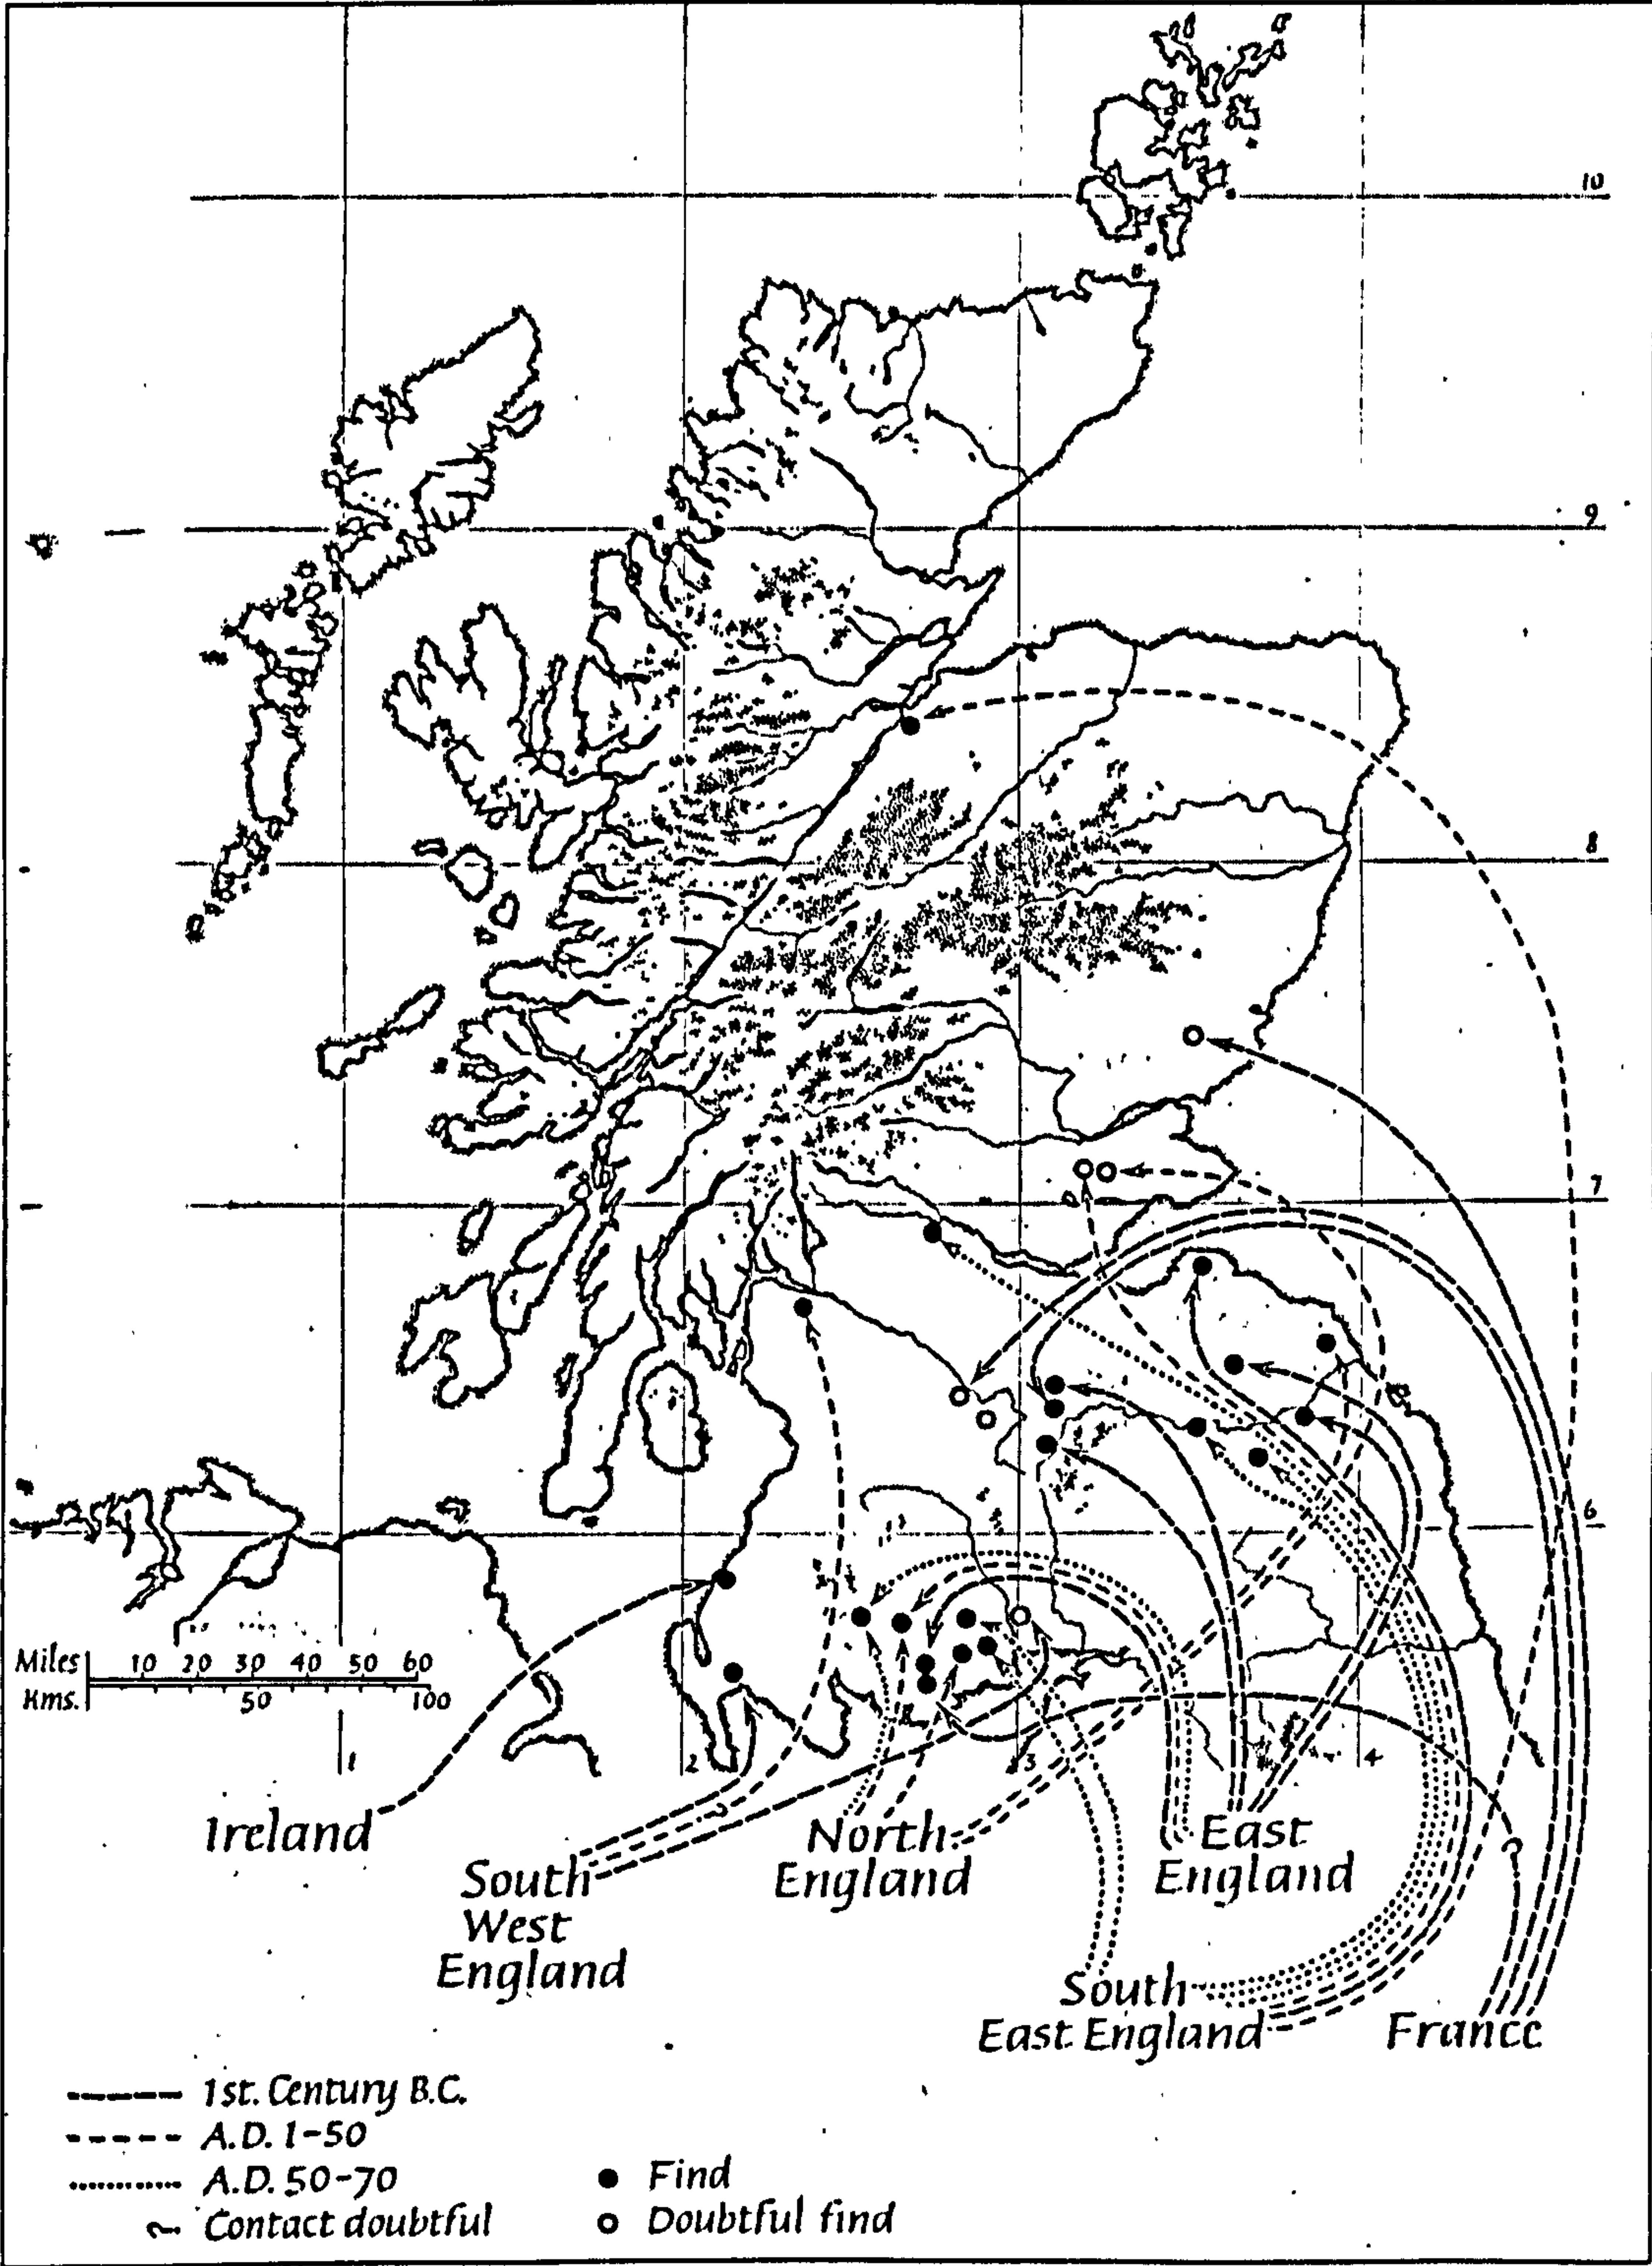 10
9
8
7
6
Miles 10 20 30 40 50 60
Kms. 50 100
1
2
3
4
Ireland
South
West
England
North
England
East
England
South
East England
France
1st. Century B.C.
A.D. 1-50
A.D. 50-70
? Contact doubtful
Find
Doubtful find